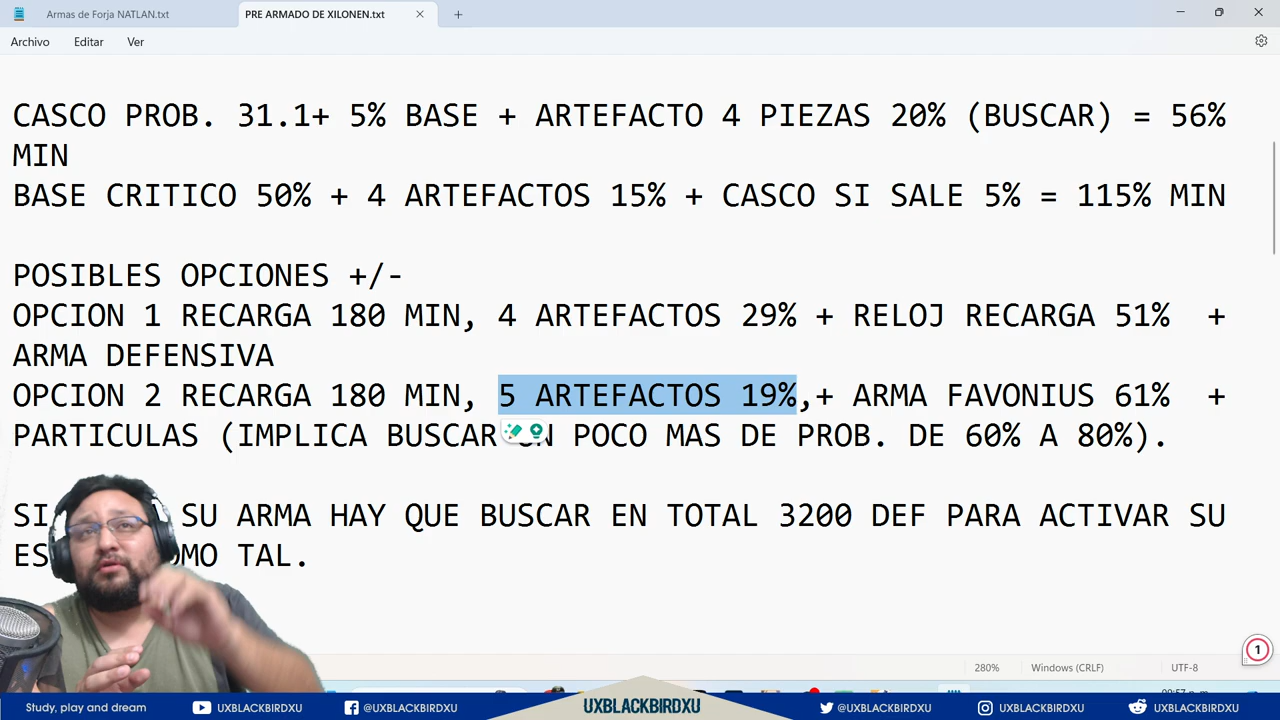 Armas de Forja NATLAN.txt
PRE ARMADO DE XILONEN.txt
Archivo Editar Ver
CASCO PROB. 31.1+ 5% BASE + ARTEFACTO 4 PIEZAS 20% (BUSCAR) = 56%
MIN
BASE CRITICO 50% + 4 ARTEFACTOS 15% + CASCO SI SALE 5% = 115% MIN
POSIBLES OPCIONES +/-
OPCION 1 RECARGA 180 MIN, 4 ARTEFACTOS 29% + RELOJ RECARGA 51% +
ARMA DEFENSIVA
OPCION 2 RECARGA 180 MIN, 5 ARTEFACTOS 19%,+ ARMA FAVONIUS 61% +
PARTICULAS (IMPLICA BUSCAR UN POCO MAS DE PROB. DE 60% A 80%).
SI SU ARMA HAY QUE BUSCAR EN TOTAL 3200 DEF PARA ACTIVAR SU
TAL.
1
280% Windows (CRLF) UTF-8
Study, play and dream UXBLACKBIRDXU @UXBLACKBIRDXU UXBLACKBIRDXU @UXBLACKBIRDXU @UXBLACKBIRDXU @UXBLACKBIRDXU